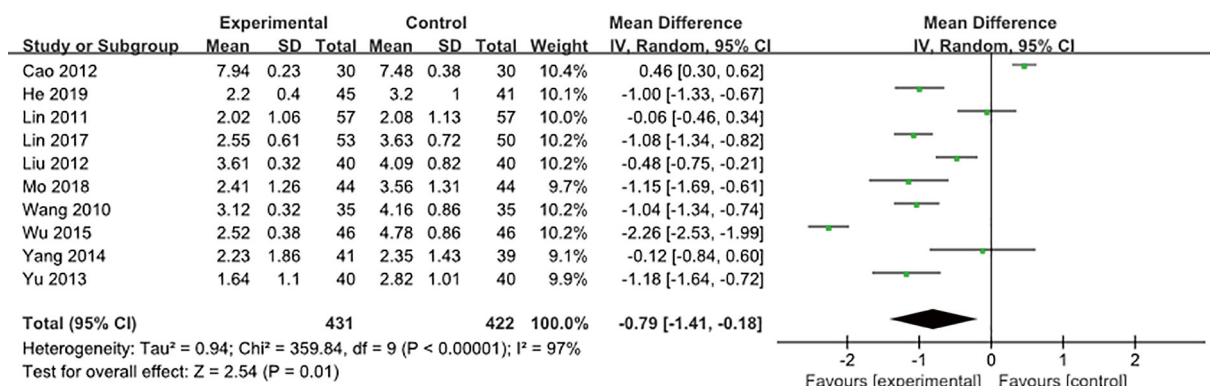 Experimental Control Mean Difference Mean Difference
Study or Subgroup Mean SD Total Mean SD Total Weight IV, Random, 95% CI IV, Random, 95% CI
Cao 2012 7.94 0.23 30 7.48 0.38 30 10.4% 0.46 [0.30, 0.62]
He 2019 2.2 0.4 45 3.2 1 41 10.1% -1.00 [-1.33, -0.67]
Lin 2011 2.02 1.06 57 2.08 1.13 57 10.0% -0.06 [-0.46, 0.34]
Lin 2017 2.55 0.61 53 3.63 0.72 50 10.2% -1.08 [-1.34, -0.82]
Liu 2012 3.61 0.32 40 4.09 0.82 40 10.2% -0.48 [-0.75, -0.21]
Mo 2018 2.41 1.26 44 3.56 1.31 44 9.7% -1.15 [-1.69, -0.61]
Wang 2010 3.12 0.32 35 4.16 0.86 35 10.2% -1.04 [-1.34, -0.74]
Wu 2015 2.52 0.38 46 4.78 0.86 46 10.2% -2.26 [-2.53, -1.99]
Yang 2014 2.23 1.86 41 2.35 1.43 39 9.1% -0.12 [-0.84, 0.60]
Yu 2013 1.64 1.1 40 2.82 1.01 40 9.9% -1.18 [-1.64, -0.72]
Total (95% CI) 431 422 100.0% -0.79 [-1.41, -0.18]
Heterogeneity: Tau² = 0.94; Chi² = 359.84, df = 9 (P < 0.00001); I² = 97%
-2 -1 0 1 2
Test for overall effect: Z = 2.54 (P = 0.01)
Favours [experimental] Favours [control]